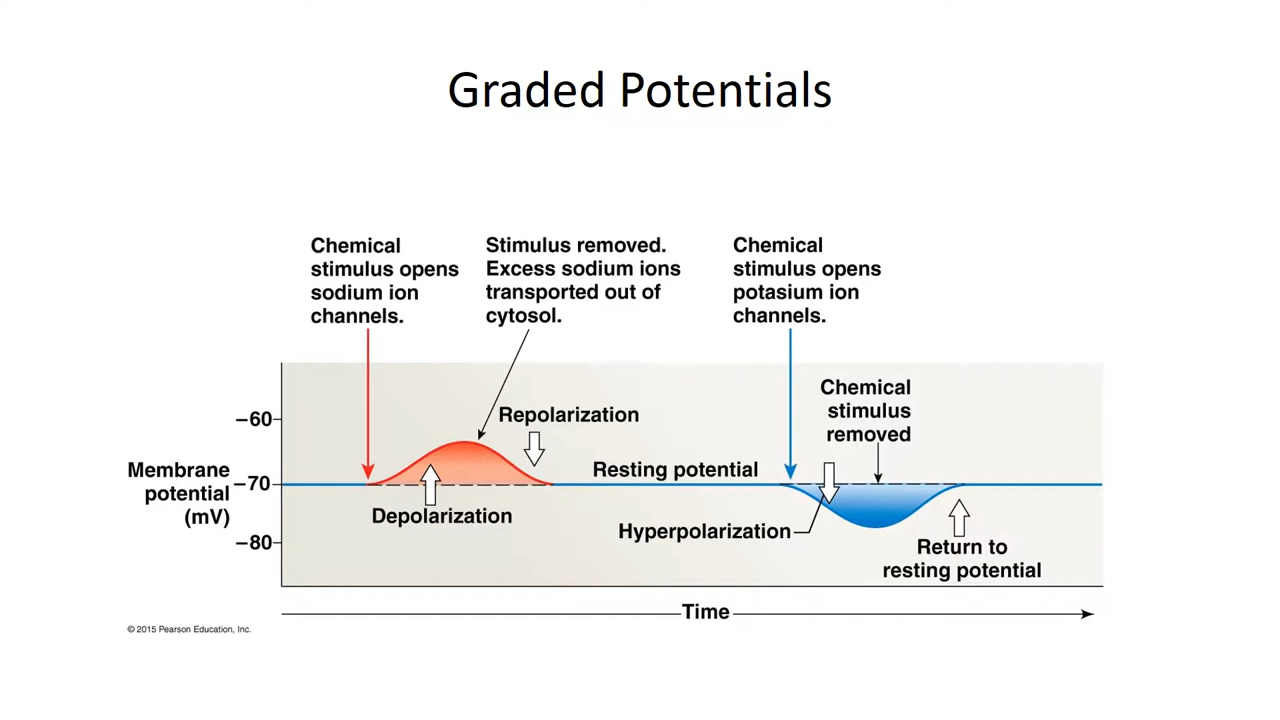 Graded Potentials
Chemical
stimulus opens
sodium ion
channels.
Stimulus removed.
Excess sodium ions
transported out of
cytosol.
Chemical
stimulus opens
potasium ion
channels.
Chemical
stimulus
removed
−60
Repolarization
Membrane
potential
(mV)
−70
Resting potential
Depolarization
Hyperpolarization
−80
Return to
resting potential
Time
© 2015 Pearson Education, Inc.